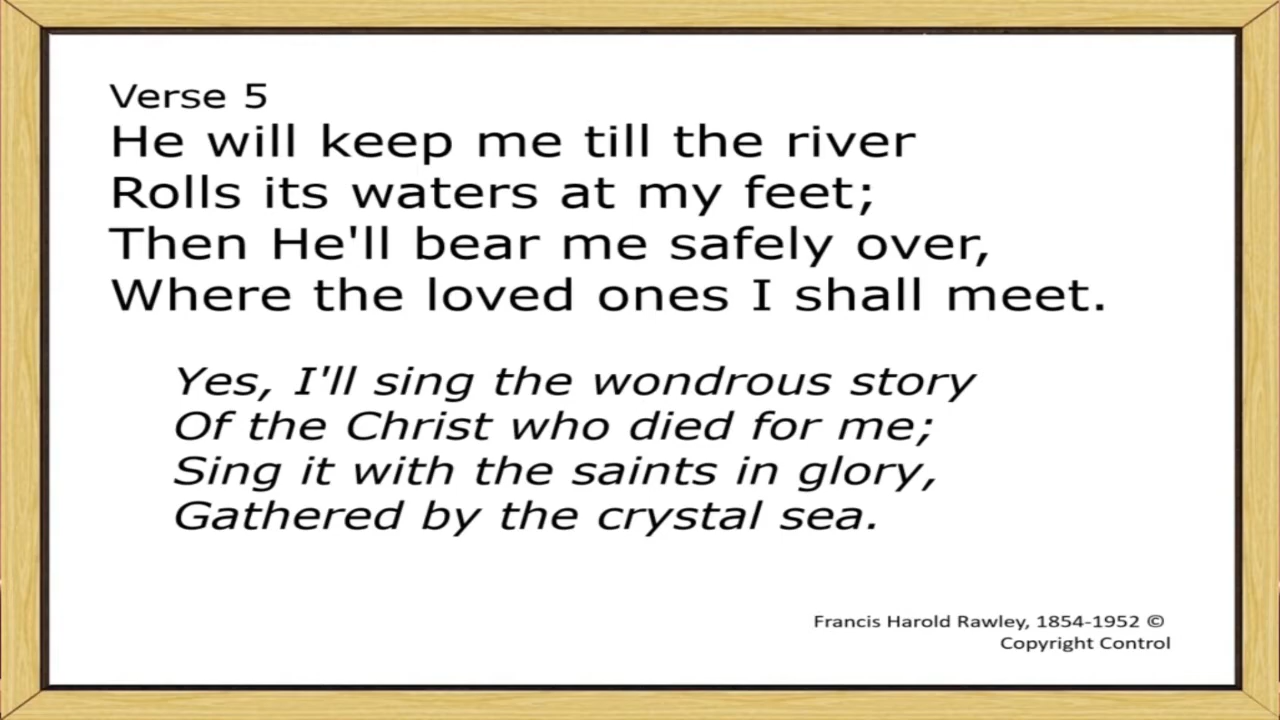 Verse 5
He will keep me till the river
Rolls its waters at my feet;
Then He'll bear me safely over,
Where the loved ones I shall meet.
Yes, I'll sing the wondrous story
Of the Christ who died for me;
Sing it with the saints in glory,
Gathered by the crystal sea.
Francis Harold Rawley, 1854-1952 ©
Copyright Control